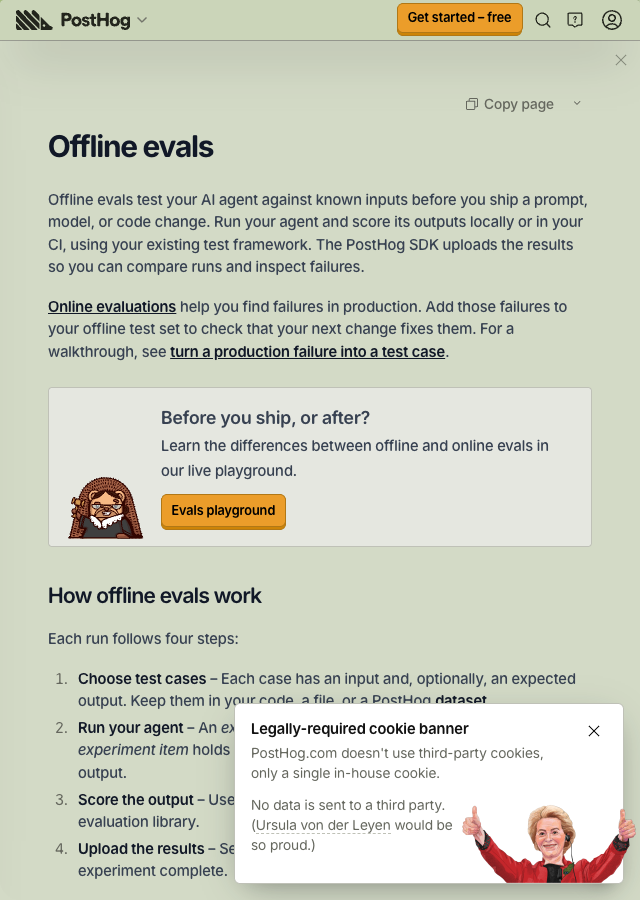 PostHog
Get started – free
Copy page
Offline evals
Offline evals test your AI agent against known inputs before you ship a prompt,
model, or code change. Run your agent and score its outputs locally or in your
CI, using your existing test framework. The PostHog SDK uploads the results
so you can compare runs and inspect failures.
Online evaluations help you find failures in production. Add those failures to
your offline test set to check that your next change fixes them. For a
walkthrough, see turn a production failure into a test case.
Before you ship, or after?
Learn the differences between offline and online evals in
our live playground.
Evals playground
How offline evals work
Each run follows four steps:
1. Choose test cases – Each case has an input and, optionally, an expected
output. Keep them in your code, a file, or a PostHog dataset
2. Run your agent – An
experiment item holds
output.
3. Score the output – Use
evaluation library.
4. Upload the results –
experiment complete.
Legally-required cookie banner
PostHog.com doesn't use third-party cookies,
only a single in-house cookie.
No data is sent to a third party.
(Ursula von der Leyen would be
so proud.)